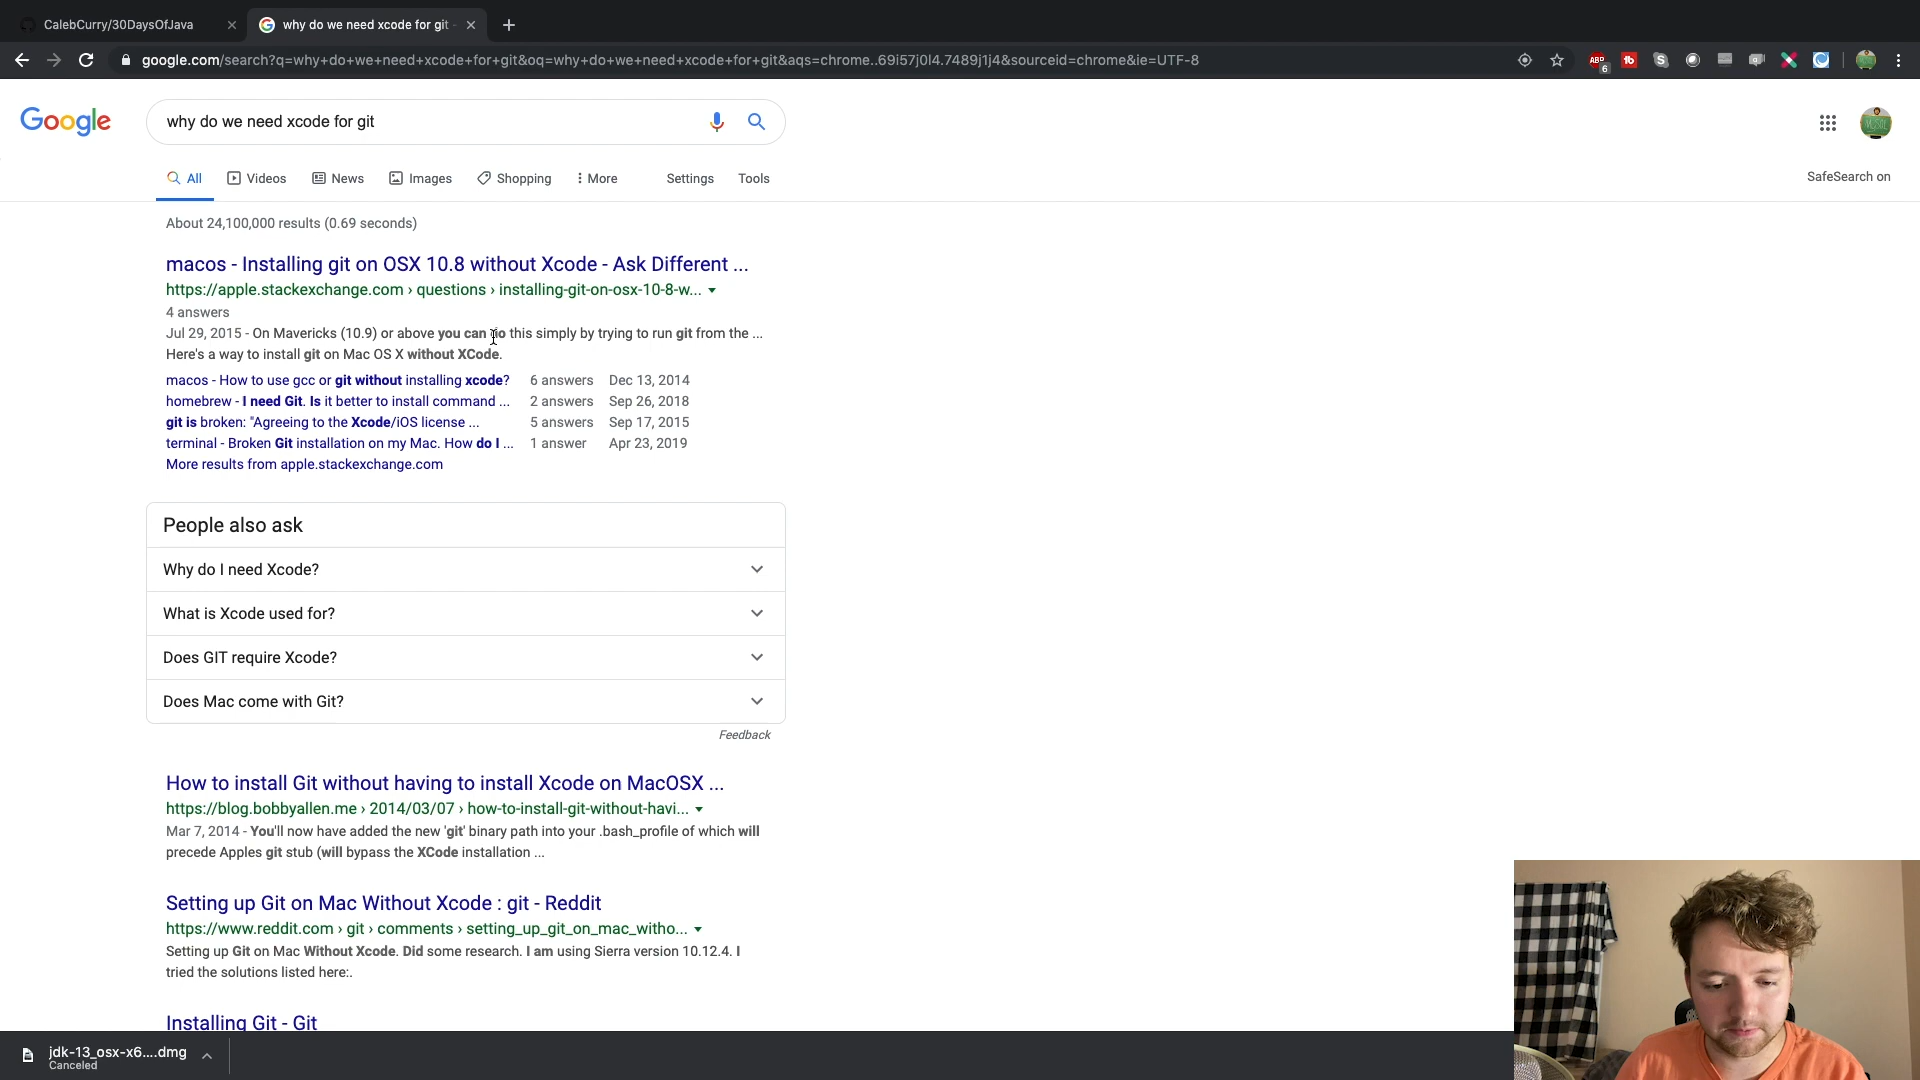 CalebCurry/30DaysOfJava
why do we need xcode for git -
google.com/search?q=why+do+we+need+xcode+for+git&oq=why+do+we+need+xcode+for+git&aqs=chrome..69i57j0l4.7489j1j4&sourceid=chrome&ie=UTF-8
ABP
6
tb
Google
why do we need xcode for git
All
Videos
News
Images
Shopping
More
Settings
Tools
SafeSearch on
About 24,100,000 results (0.69 seconds)
macos - Installing git on OSX 10.8 without Xcode - Ask Different ...
https://apple.stackexchange.com › questions › installing-git-on-osx-10-8-w...
4 answers
Jul 29, 2015 - On Mavericks (10.9) or above you can do this simply by trying to run git from the ...
Here's a way to install git on Mac OS X without XCode.
macos - How to use gcc or git without installing xcode? 6 answers Dec 13, 2014
homebrew - I need Git. Is it better to install command ... 2 answers Sep 26, 2018
git is broken: "Agreeing to the Xcode/iOS license ... 5 answers Sep 17, 2015
terminal - Broken Git installation on my Mac. How do I ... 1 answer Apr 23, 2019
More results from apple.stackexchange.com
People also ask
Why do I need Xcode?
What is Xcode used for?
Does GIT require Xcode?
Does Mac come with Git?
Feedback
How to install Git without having to install Xcode on MacOSX ...
https://blog.bobbyallen.me › 2014/03/07 › how-to-install-git-without-havi...
Mar 7, 2014 - You'll now have added the new 'git' binary path into your .bash_profile of which will
precede Apples git stub (will bypass the XCode installation ...
Setting up Git on Mac Without Xcode : git - Reddit
https://www.reddit.com › git › comments › setting_up_git_on_mac_witho...
Setting up Git on Mac Without Xcode. Did some research. I am using Sierra version 10.12.4. I
tried the solutions listed here:.
Installing Git - Git
jdk-13_osx-x6....dmg
Canceled